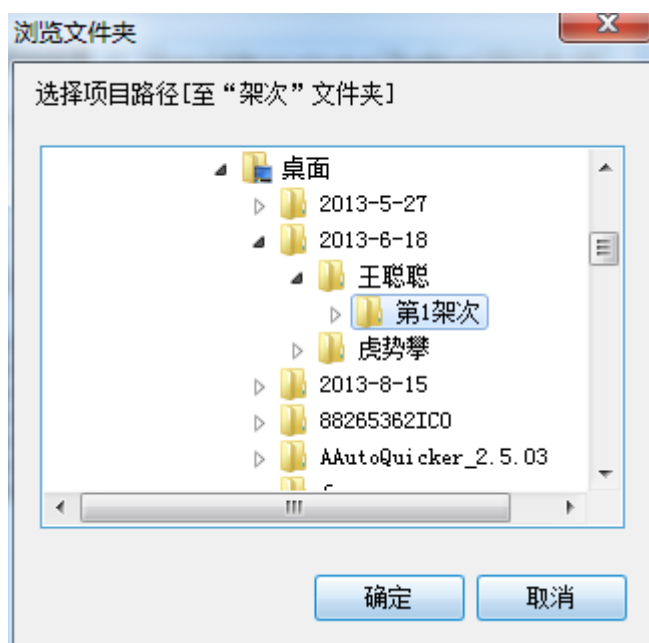 浏览文件夹
选择项目路径[至“架次”文件夹]
桌面
2013-5-27
2013-6-18
王聪聪
第1架次
虎势攀
2013-8-15
88265362ICO
AAutoQuicker_2.5.03
确定 取消